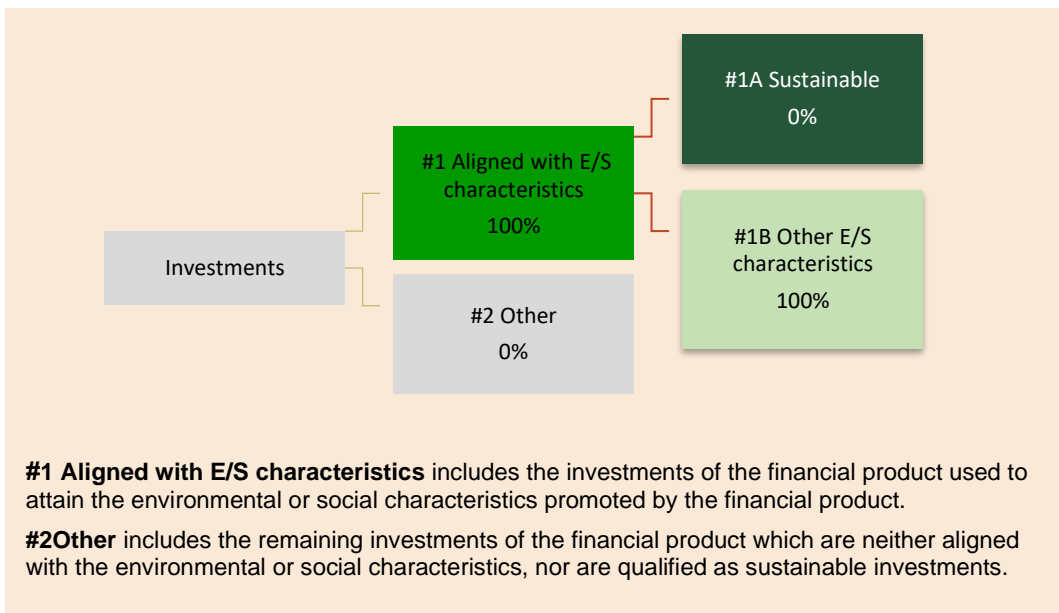 #1A Sustainable
0%
#1 Aligned with E/S
characteristics
100%
#1B Other E/S
characteristics
100%
Investments
#2 Other
0%
#1 Aligned with E/S characteristics includes the investments of the financial product used to
attain the environmental or social characteristics promoted by the financial product.
#2Other includes the remaining investments of the financial product which are neither aligned
with the environmental or social characteristics, nor are qualified as sustainable investments.